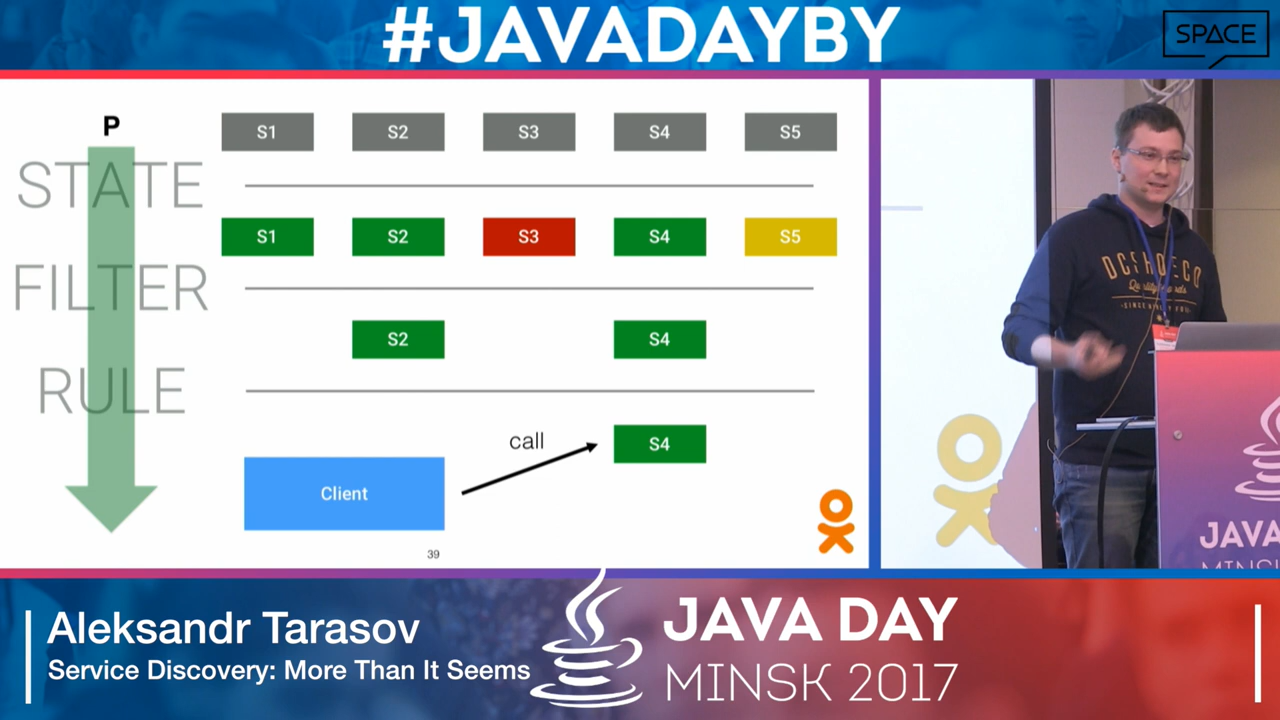 #JAVADAYBY
SPACE
P
STATE
FILTER
RULE
S1 S2 S3 S4 S5
S1 S2 S3 S4 S5
S2 S4
call
S4
Client
39
JAVA
Aleksandr Tarasov
Service Discovery: More Than It Seems
JAVA DAY
MINSK 2017